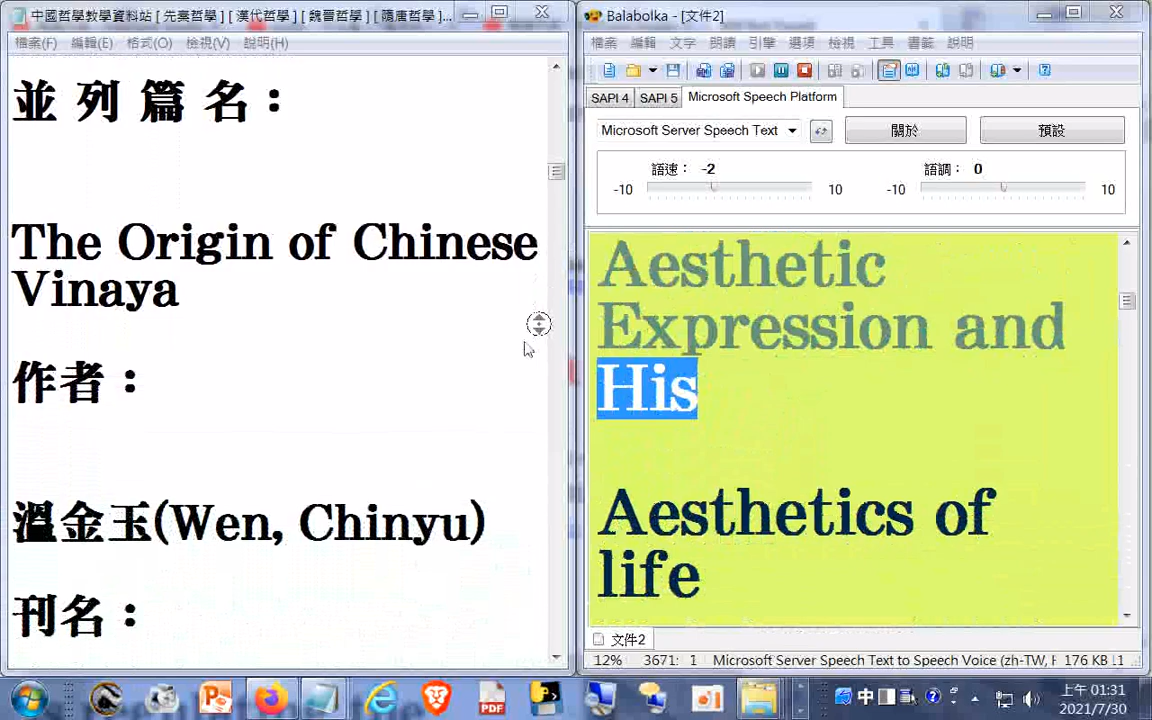 中國哲學教學資料站 [ 先秦哲學 ] [ 漢代哲學 ] [ 魏晉哲學 ] [ 隋唐哲學 ]...
檔案(F) 編輯(E) 格式(O) 檢視(V) 說明(H)
並 列 篇 名：
The Origin of Chinese
Vinaya
作者：
溫金玉(Wen, Chinyu)
刊名：
Balabolka - [文件2]
檔案 編輯 文字 朗讀 引擎 選項 檢視 工具 書籤 說明
SAPI 4 SAPI 5 Microsoft Speech Platform
Microsoft Server Speech Text 關於 預設
語速： -2 語調： 0
-10 10 -10 10
Aesthetic
Expression and
His
Aesthetics of
life
文件2
12% 3671: 1 Microsoft Server Speech Text to Speech Voice (zh-TW, H 176 KB
PDF 中 上午 01:31
2021/7/30